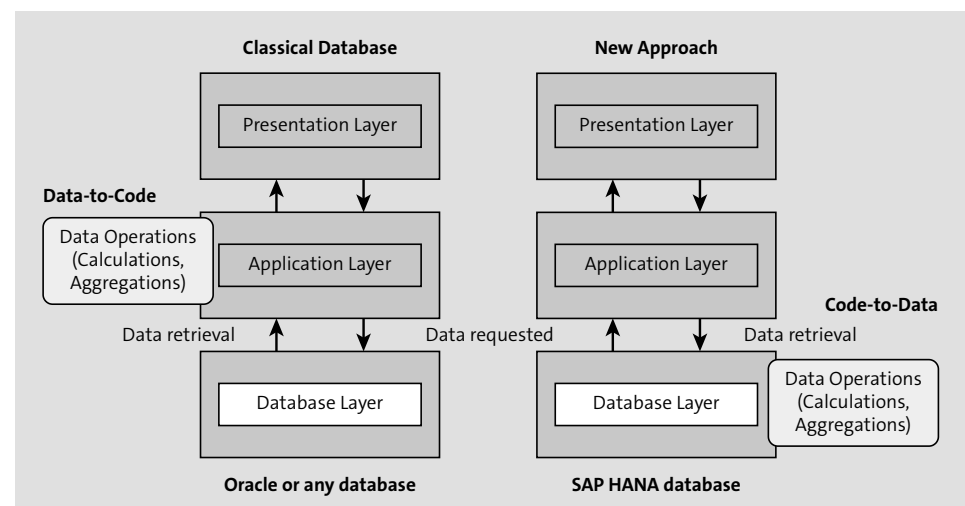 Classical Database
New Approach
Presentation Layer
Presentation Layer
Data-to-Code
Data Operations
(Calculations,
Aggregations)
Application Layer
Application Layer
Code-to-Data
Data retrieval
Data requested
Data retrieval
Database Layer
Database Layer
Data Operations
(Calculations,
Aggregations)
Oracle or any database
SAP HANA database